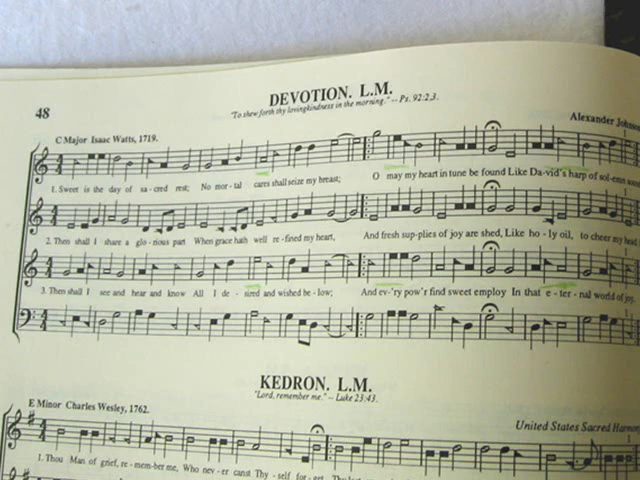 48
DEVOTION. L.M.
"To shew forth thy lovingkindness in the morning." -- Ps. 92:2,3.
C Major Isaac Watts, 1719.
Alexander
1. Sweet is the day of sa - cred rest; No mor - tal cares shall seize my breast; O may my heart in tune be found Like Da - vid's harp of sol - emn
2. Then shall I share a glo - rious part When grace hath well re - fined my heart, And fresh sup - plies of joy are shed, Like ho - ly oil, to cheer my head.
3. Then shall I see and hear and know All I de - sired and wished be - low; And ev - 'ry pow'r find sweet employ In that e - ter - nal world of joy.
KEDRON. L.M.
"Lord, remember me." -- Luke 23:43.
E Minor Charles Wesley, 1762.
United States Sacred
1. Thou Man of grief, re - mem - ber me, Who nev - er canst Thy - self for - get